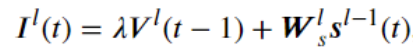 I^l(t) = λV^l(t − 1) + W_s^l s^{l−1}(t)